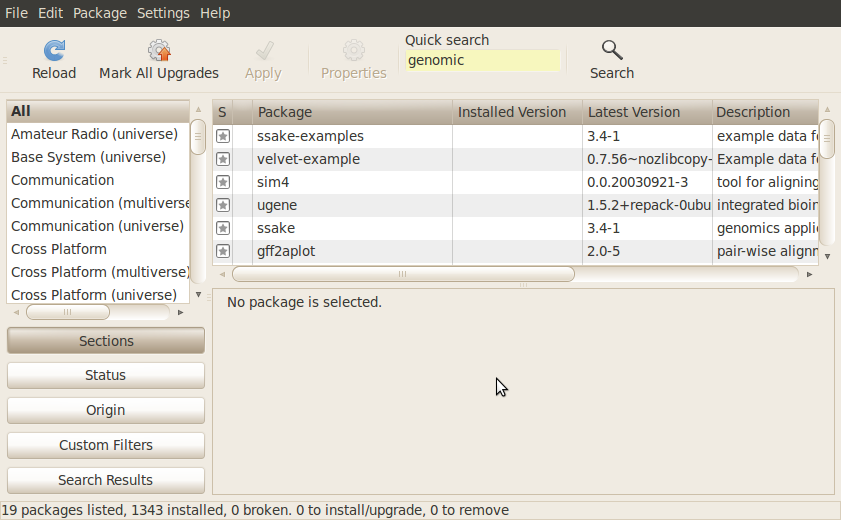 File Edit Package Settings Help
Quick search
genomic
Reload Mark All Upgrades Apply Properties Search
All
Amateur Radio (universe)
Base System (universe)
Communication
Communication (multiverse
Communication (universe)
Cross Platform
Cross Platform (multiverse)
Cross Platform (universe)
S Package Installed Version Latest Version Description
ssake-examples 3.4-1 example data fo
velvet-example 0.7.56~nozlibcopy- Example data fo
sim4 0.0.20030921-3 tool for aligning
ugene 1.5.2+repack-0ubu integrated bioin
ssake 3.4-1 genomics appli
gff2aplot 2.0-5 pair-wise alignm
No package is selected.
Sections
Status
Origin
Custom Filters
Search Results
19 packages listed, 1343 installed, 0 broken. 0 to install/upgrade, 0 to remove